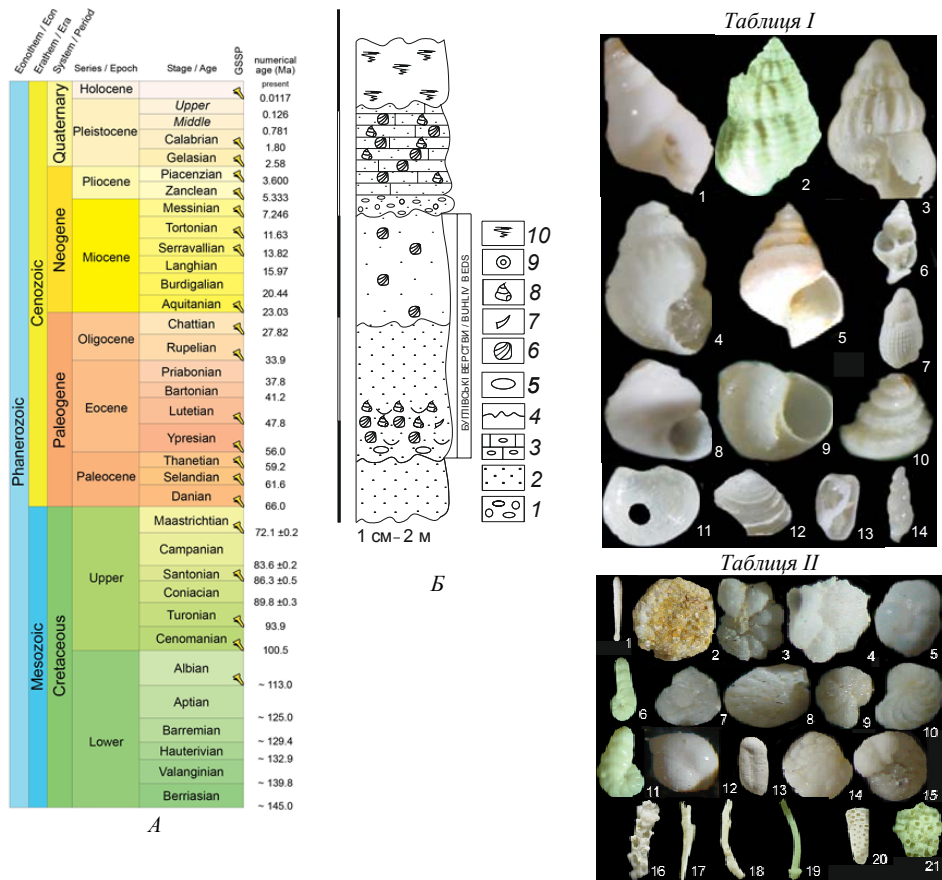 Eonothem / Eon
Erathem / Era
System / Period
Series / Epoch
Stage / Age
GSSP
numerical
age (Ma)
present
Phanerozoic
Cenozoic
Mesozoic
Quaternary
Neogene
Paleogene
Cretaceous
Holocene
0.0117
Pleistocene
Upper
0.126
Middle
0.781
Calabrian
1.80
Gelasian
2.58
Pliocene
Piacenzian
3.600
Zanclean
5.333
Miocene
Messinian
7.246
Tortonian
11.63
Serravallian
13.82
Langhian
15.97
Burdigalian
20.44
Aquitanian
23.03
Oligocene
Chattian
27.82
Rupelian
33.9
Eocene
Priabonian
37.8
Bartonian
41.2
Lutetian
47.8
Ypresian
56.0
Paleocene
Thanetian
59.2
Selandian
61.6
Danian
66.0
Upper
Maastrichtian
72.1 ±0.2
Campanian
83.6 ±0.2
Santonian
86.3 ±0.5
Coniacian
89.8 ±0.3
Turonian
93.9
Cenomanian
100.5
Lower
Albian
~ 113.0
Aptian
~ 125.0
Barremian
~ 129.4
Hauterivian
~ 132.9
Valanginian
~ 139.8
Berriasian
~ 145.0
А
БУГЛІВСЬКІ ВЕРСТВИ / BUHLIV BEDS
10
9
8
7
6
5
4
3
2
1
1 см– 2 м
Б
Таблиця I
1
2
3
4
5
6
7
8
9
10
11
12
13
14
Таблиця II
1
2
3
4
5
6
7
8
9
10
11
12
13
14
15
16
17
18
19
20
21